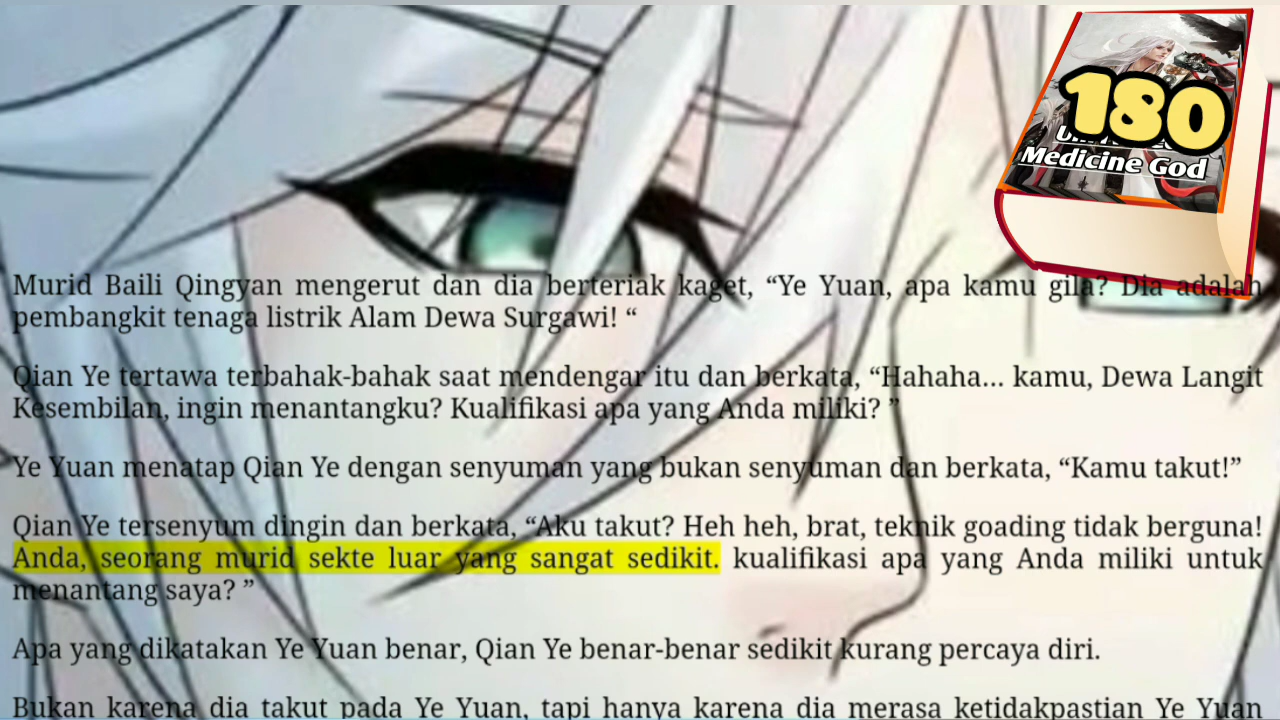 180
Medicine God
Murid Baili Qingyan mengerut dan dia berteriak kaget, “Ye Yuan, apa kamu gila? Dia adalah
pembangkit tenaga listrik Alam Dewa Surgawi! “
Qian Ye tertawa terbahak-bahak saat mendengar itu dan berkata, “Hahaha… kamu, Dewa Langit
Kesembilan, ingin menantangku? Kualifikasi apa yang Anda miliki? ”
Ye Yuan menatap Qian Ye dengan senyuman yang bukan senyuman dan berkata, “Kamu takut!”
Qian Ye tersenyum dingin dan berkata, “Aku takut? Heh heh, brat, teknik goading tidak berguna!
Anda, seorang murid sekte luar yang sangat sedikit. kualifikasi apa yang Anda miliki untuk
menantang saya? ”
Apa yang dikatakan Ye Yuan benar, Qian Ye benar-benar sedikit kurang percaya diri.
Bukan karena dia takut pada Ye Yuan, tapi hanya karena dia merasa ketidakpastian Ye Yuan